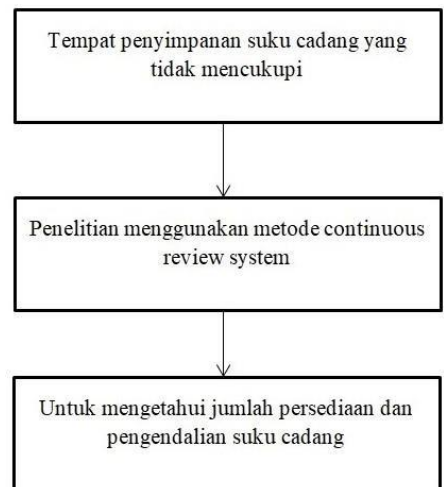 Tempat penyimpanan suku cadang yang
tidak mencukupi
Penelitian menggunakan metode continuous
review system
Untuk mengetahui jumlah persediaan dan
pengendalian suku cadang